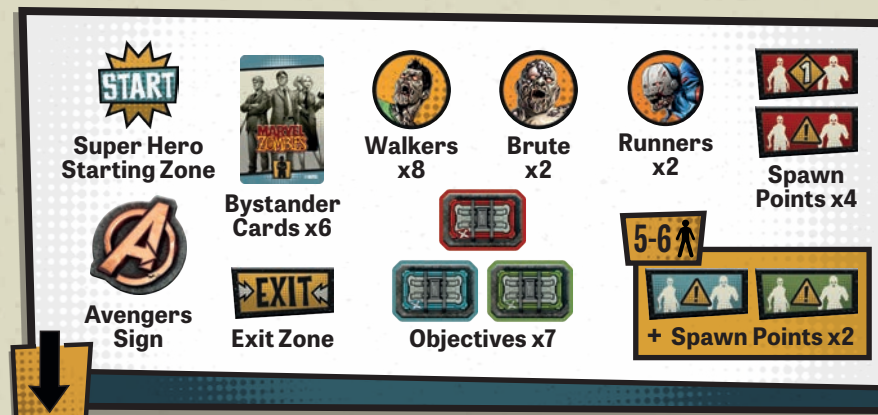 START
Super Hero
Starting Zone
MARVEL
ZOMBIES
Bystander
Cards x6
Walkers
x8
Brute
x2
Runners
x2
1
Spawn
Points x4
Avengers
Sign
EXIT
Exit Zone
Objectives x7
5-6
+ Spawn Points x2